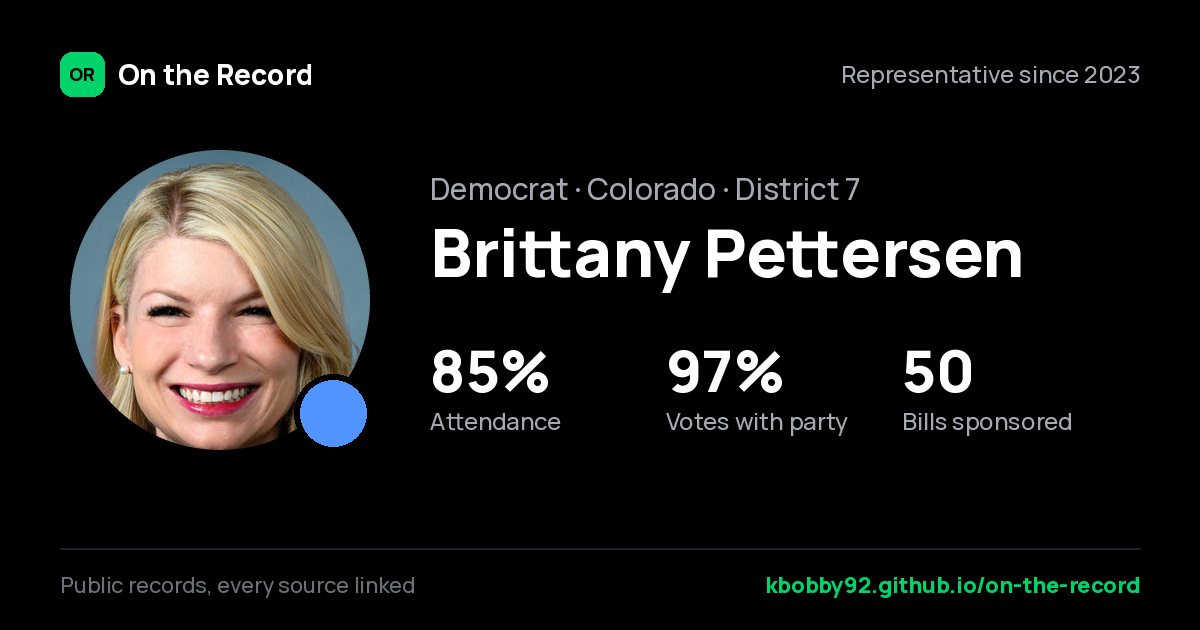 OR On the Record
Representative since 2023
Democrat · Colorado · District 7
Brittany Pettersen
85% 97% 50
Attendance Votes with party Bills sponsored
Public records, every source linked
kbobby92.github.io/on-the-record